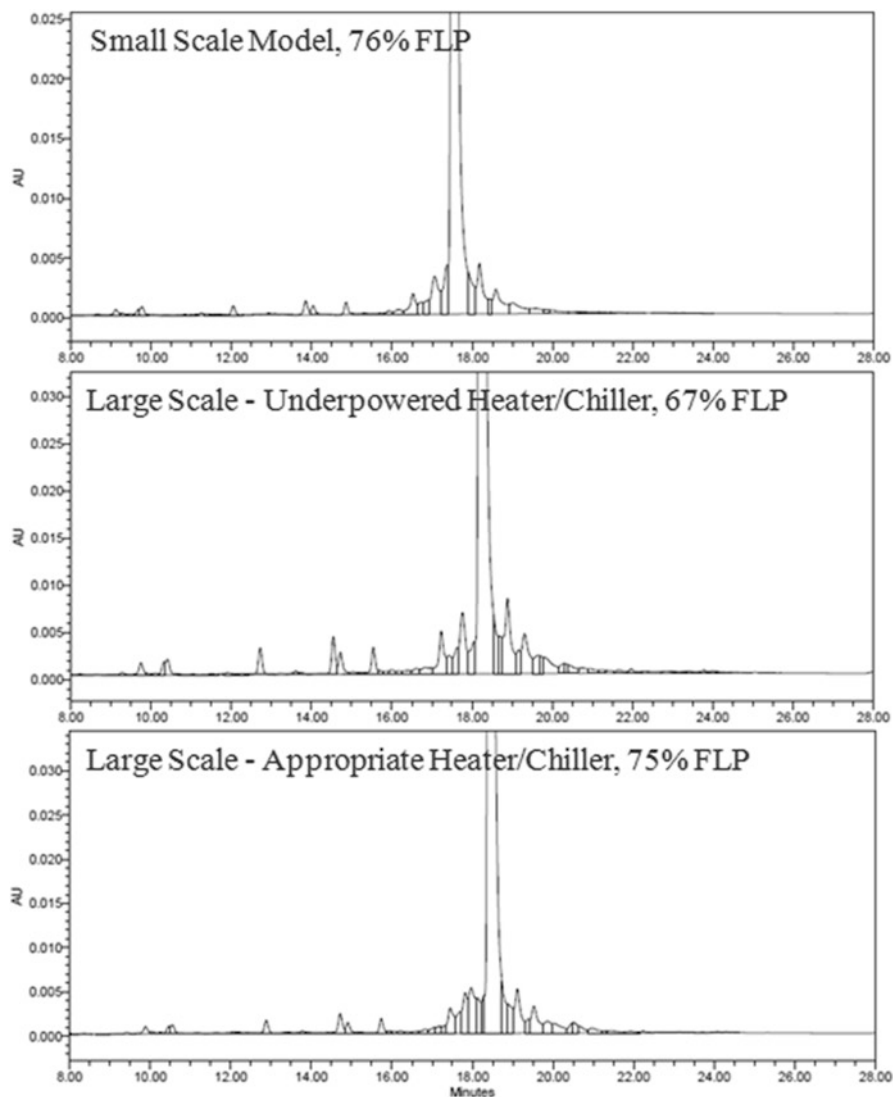 Small Scale Model, 76% FLP
0.025
0.020
0.015
AU
0.010
0.005
0.000
8.00 10.00 12.00 14.00 16.00 18.00 20.00 22.00 24.00 26.00 28.00
Large Scale - Underpowered Heater/Chiller, 67% FLP
0.030
0.025
0.020
AU
0.015
0.010
0.005
0.000
8.00 10.00 12.00 14.00 16.00 18.00 20.00 22.00 24.00 26.00 28.00
Large Scale - Appropriate Heater/Chiller, 75% FLP
0.030
0.025
0.020
AU
0.015
0.010
0.005
0.000
8.00 10.00 12.00 14.00 16.00 18.00 20.00 22.00 24.00 26.00 28.00
Minutes